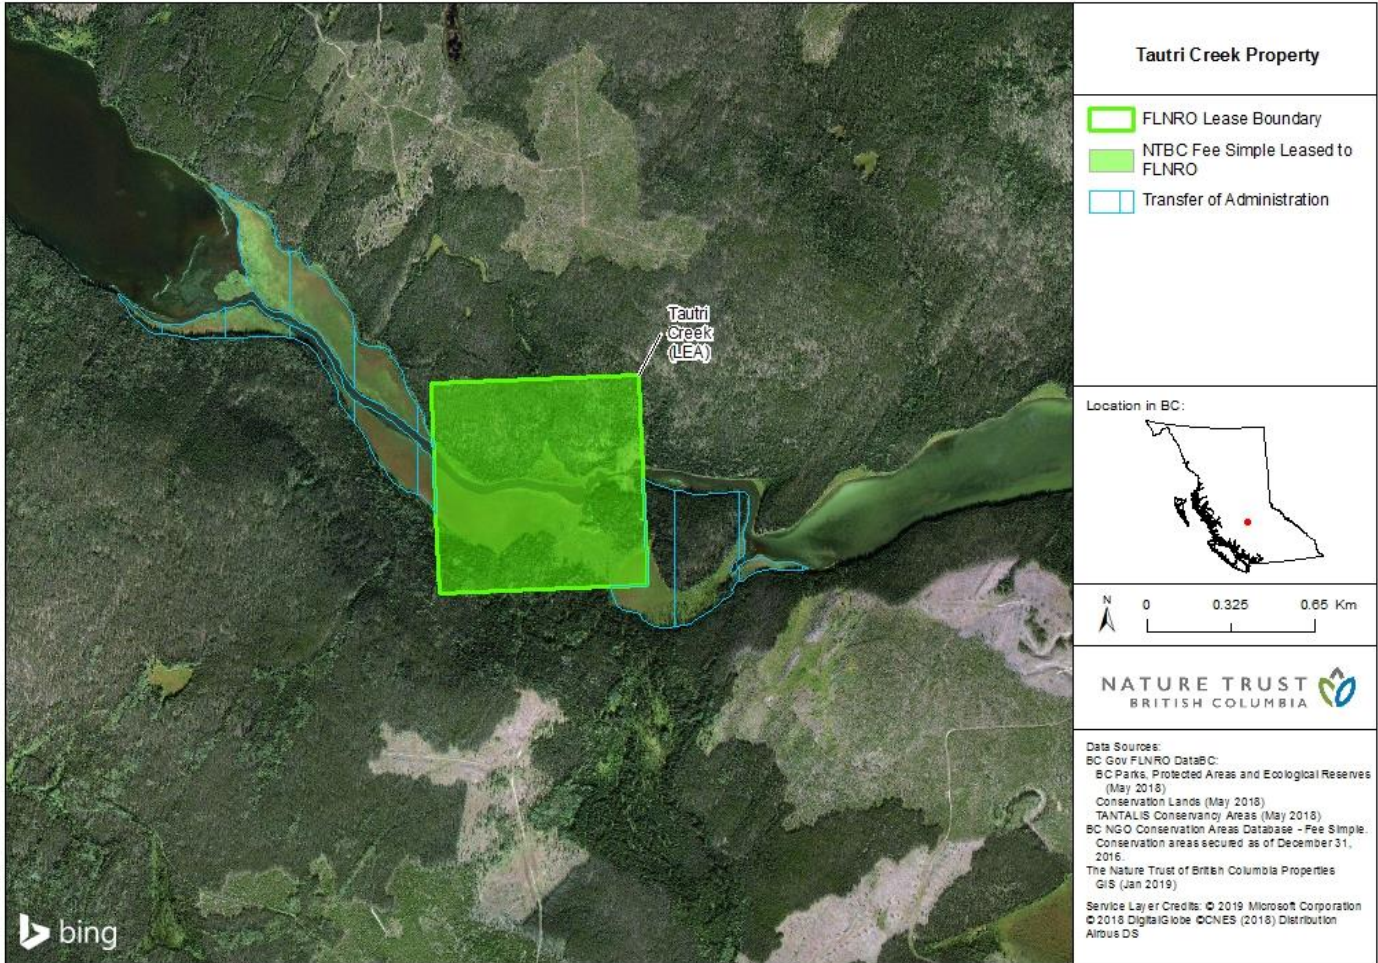 Tautri Creek Property
FLNRO Lease Boundary
NTBC Fee Simple Leased to
FLNRO
Transfer of Administration
Tautri
Creek
(LEA)
Location in BC:
N
0 0.325 0.65 Km
NATURE TRUST
BRITISH COLUMBIA
Data Sources:
BC Gov FLNRO DataBC:
BC Parks, Protected Areas and Ecological Reserves
(May 2018)
Conservation Lands (May 2018)
TANTALIS Conservancy Areas (May 2018)
BC NGO Conservation Areas Database - Fee Simple.
Conservation areas secured as of December 31,
2016.
The Nature Trust of British Columbia Properties
GIS (Jan 2019)
Service Layer Credits: © 2019 Microsoft Corporation
© 2018 DigitalGlobe ©CNES (2018) Distribution
Airbus DS
bing